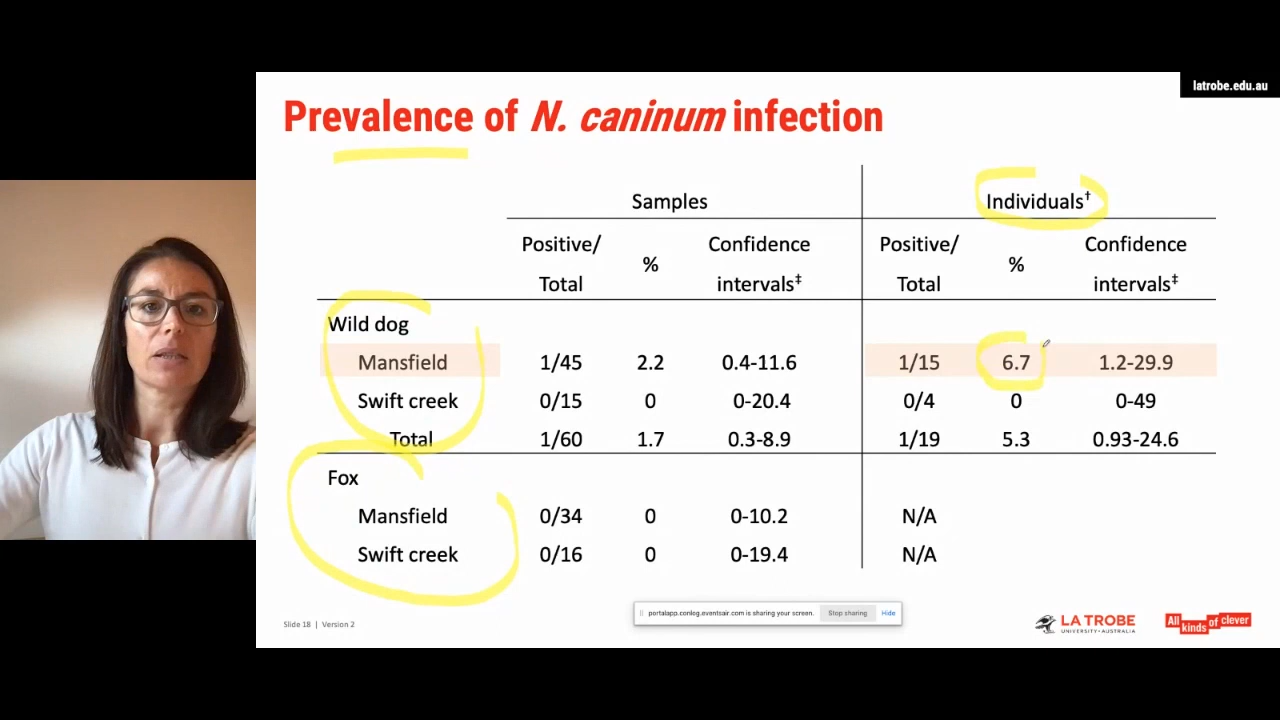 latrobe.edu.au
Prevalence of N. caninum infection
Samples Individuals†
Positive/ Total % Confidence intervals‡ Positive/ Total % Confidence intervals‡
Wild dog
Mansfield 1/45 2.2 0.4-11.6 1/15 6.7 1.2-29.9
Swift creek 0/15 0 0-20.4 0/4 0 0-49
Total 1/60 1.7 0.3-8.9 1/19 5.3 0.93-24.6
Fox
Mansfield 0/34 0 0-10.2 N/A
Swift creek 0/16 0 0-19.4 N/A
portalapp.conlog.eventsair.com is sharing your screen. Stop sharing Hide
Slide 18 | Version 2
LA TROBE
UNIVERSITY • AUSTRALIA
All kinds of clever